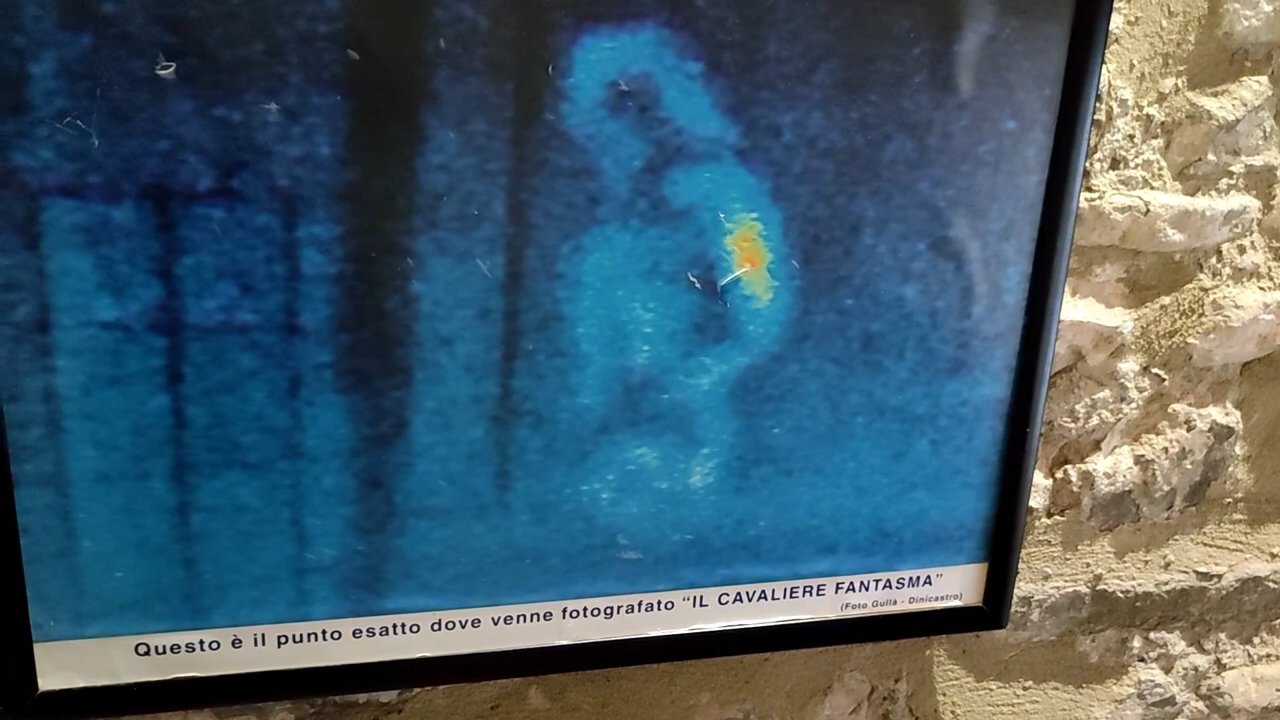 Questo è il punto esatto dove venne fotografato “IL CAVALIERE FANTASMA”
(Foto Gullà - Dinicastro)